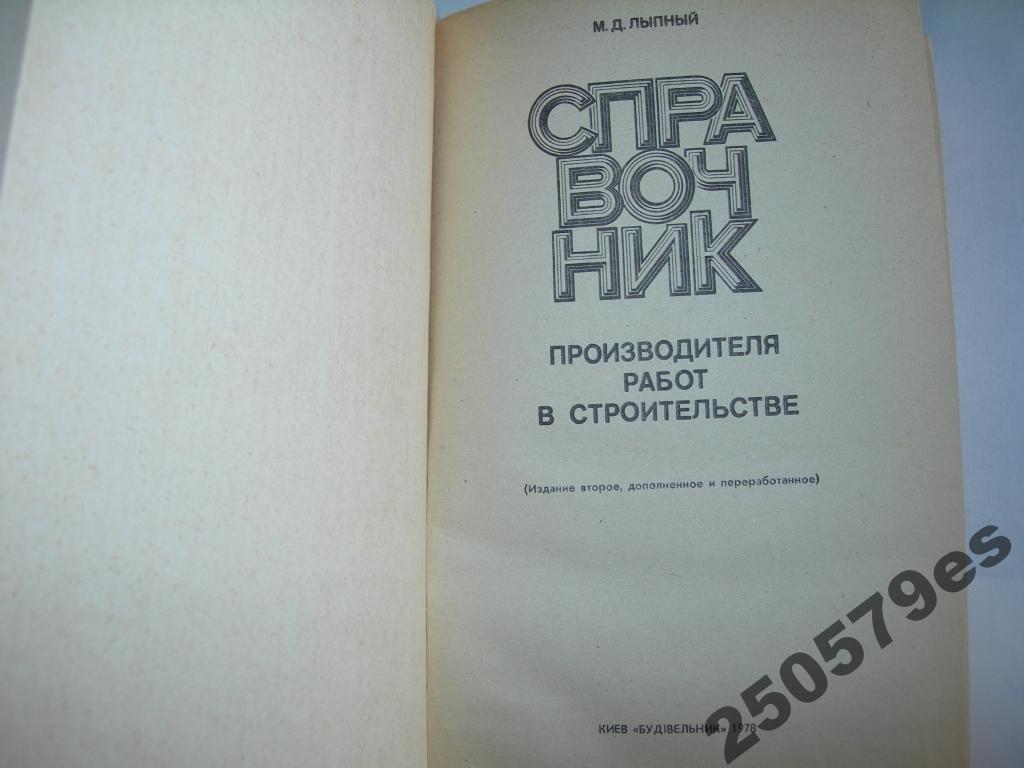 М. Д. ЛЫПНЫЙ
СПРА
ВОЧ
НИК
ПРОИЗВОДИТЕЛЯ
РАБОТ
В СТРОИТЕЛЬСТВЕ
(Издание второе, дополненное и переработанное)
КИЕВ «БУДІВЕЛЬНИК» 1978
250579es